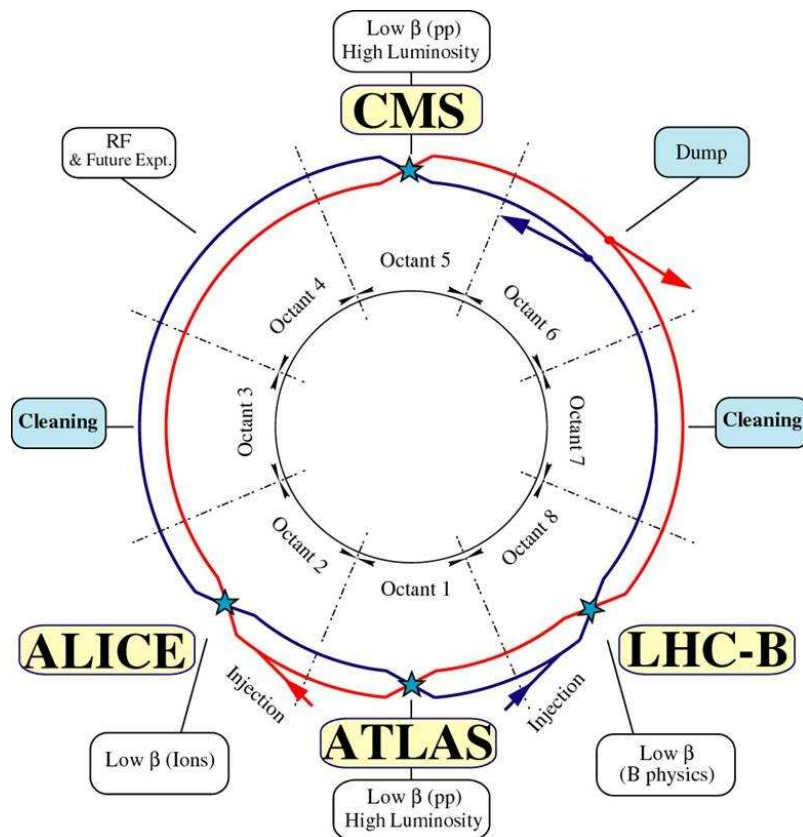 Low β (pp)
High Luminosity
CMS
RF
& Future Expt.
Dump
Octant 5
Octant 4
Octant 6
Cleaning
Octant 3
Octant 7
Cleaning
Octant 2
Octant 8
Octant 1
ALICE
LHC-B
Injection
Injection
ATLAS
Low β (Ions)
Low β
(B physics)
Low β (pp)
High Luminosity